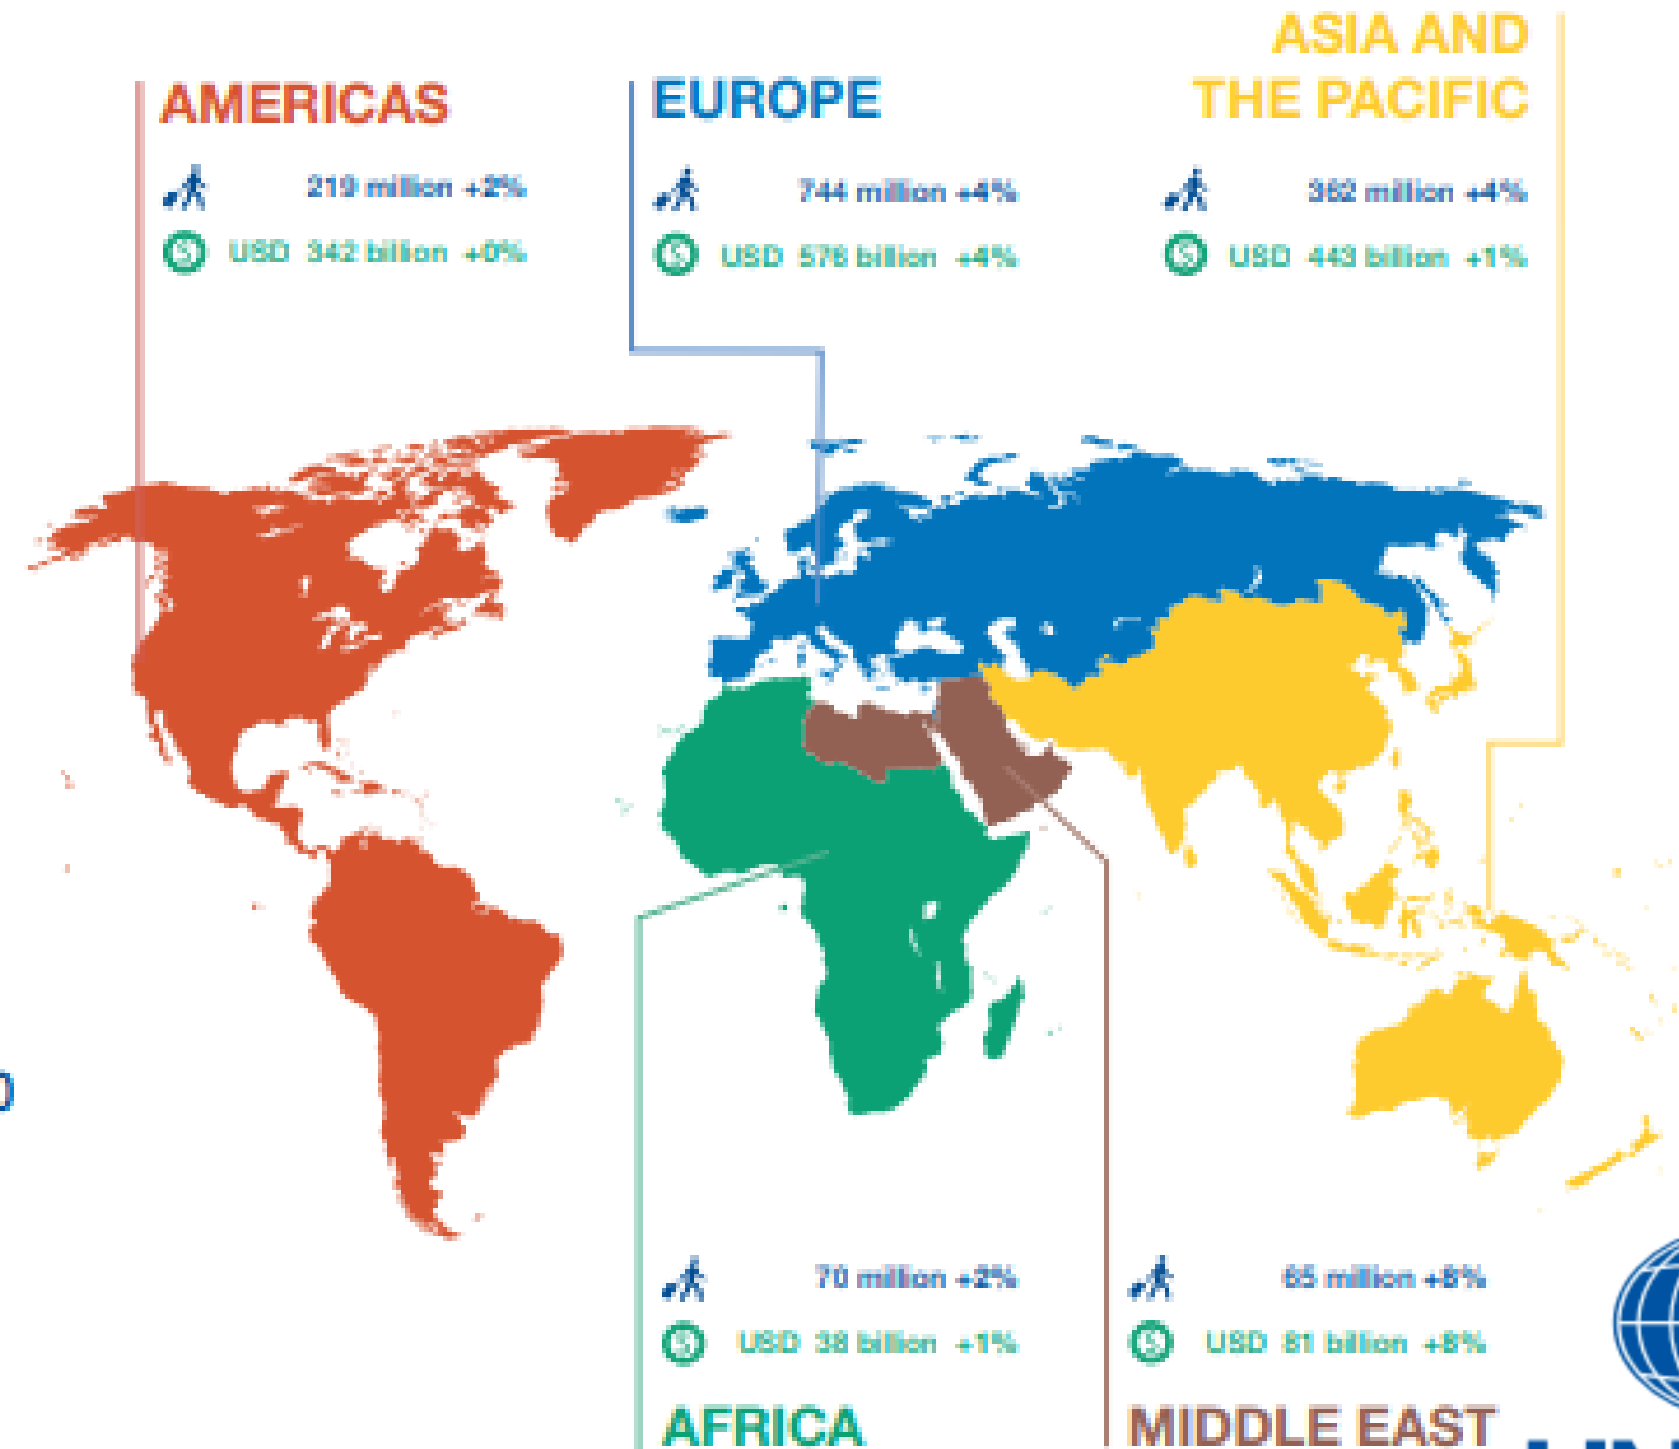 ASIA AND
THE PACIFIC
AMERICAS
EUROPE
219 million +2%
USD 342 billion +0%
744 million +4%
USD 576 billion +4%
362 million +4%
USD 443 billion +1%
70 million +2%
USD 38 billion +1%
65 million +8%
USD 81 billion +8%
AFRICA
MIDDLE EAST